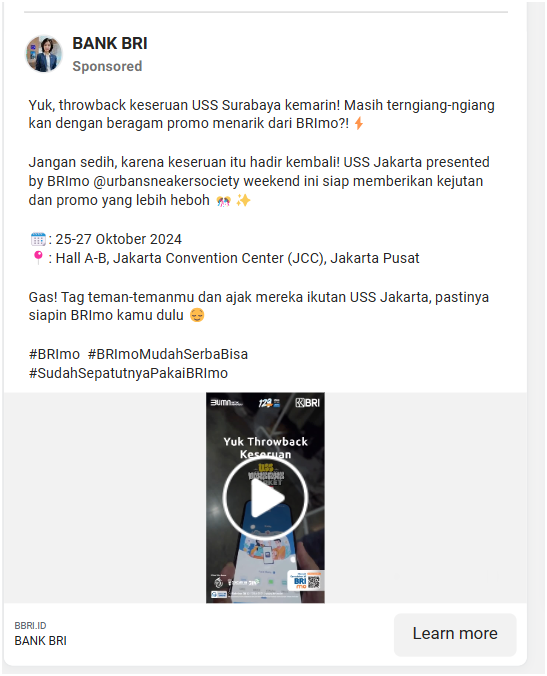 BANK BRI
Sponsored
Yuk, throwback keseruan USS Surabaya kemarin! Masih terngiang-ngiang
kan dengan beragam promo menarik dari BRImo?! ⚡
Jangan sedih, karena keseruan itu hadir kembali! USS Jakarta presented
by BRImo @urbansneakersociety weekend ini siap memberikan kejutan
dan promo yang lebih heboh 🎊 ✨
🗓️ : 25-27 Oktober 2024
📍 : Hall A-B, Jakarta Convention Center (JCC), Jakarta Pusat
Gas! Tag teman-temanmu dan ajak mereka ikutan USS Jakarta, pastinya
siapin BRImo kamu dulu 😌
#BRImo #BRImoMudahSerbaBisa
#SudahSepatutnyaPakaiBRImo
BUMN
BRI
Yuk Throwback
Keseruan
USS
BRI
mo
BBRI.ID
BANK BRI
Learn more